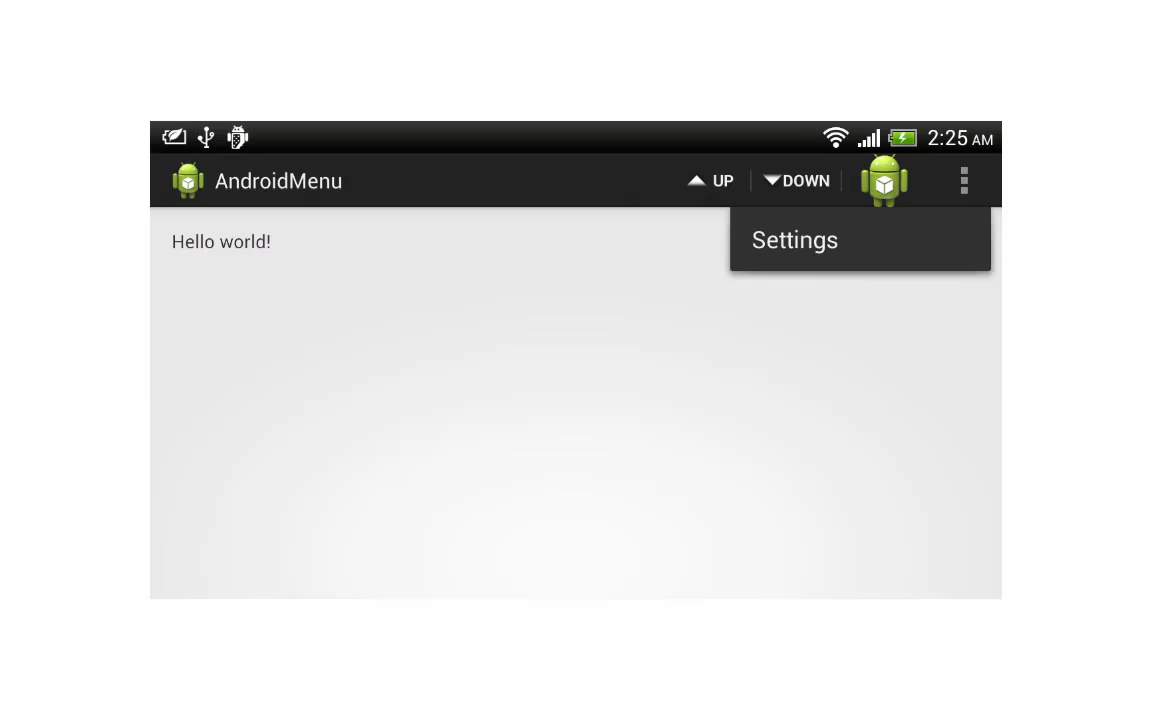 2:25 AM
AndroidMenu
UP
DOWN
Settings
Hello world!